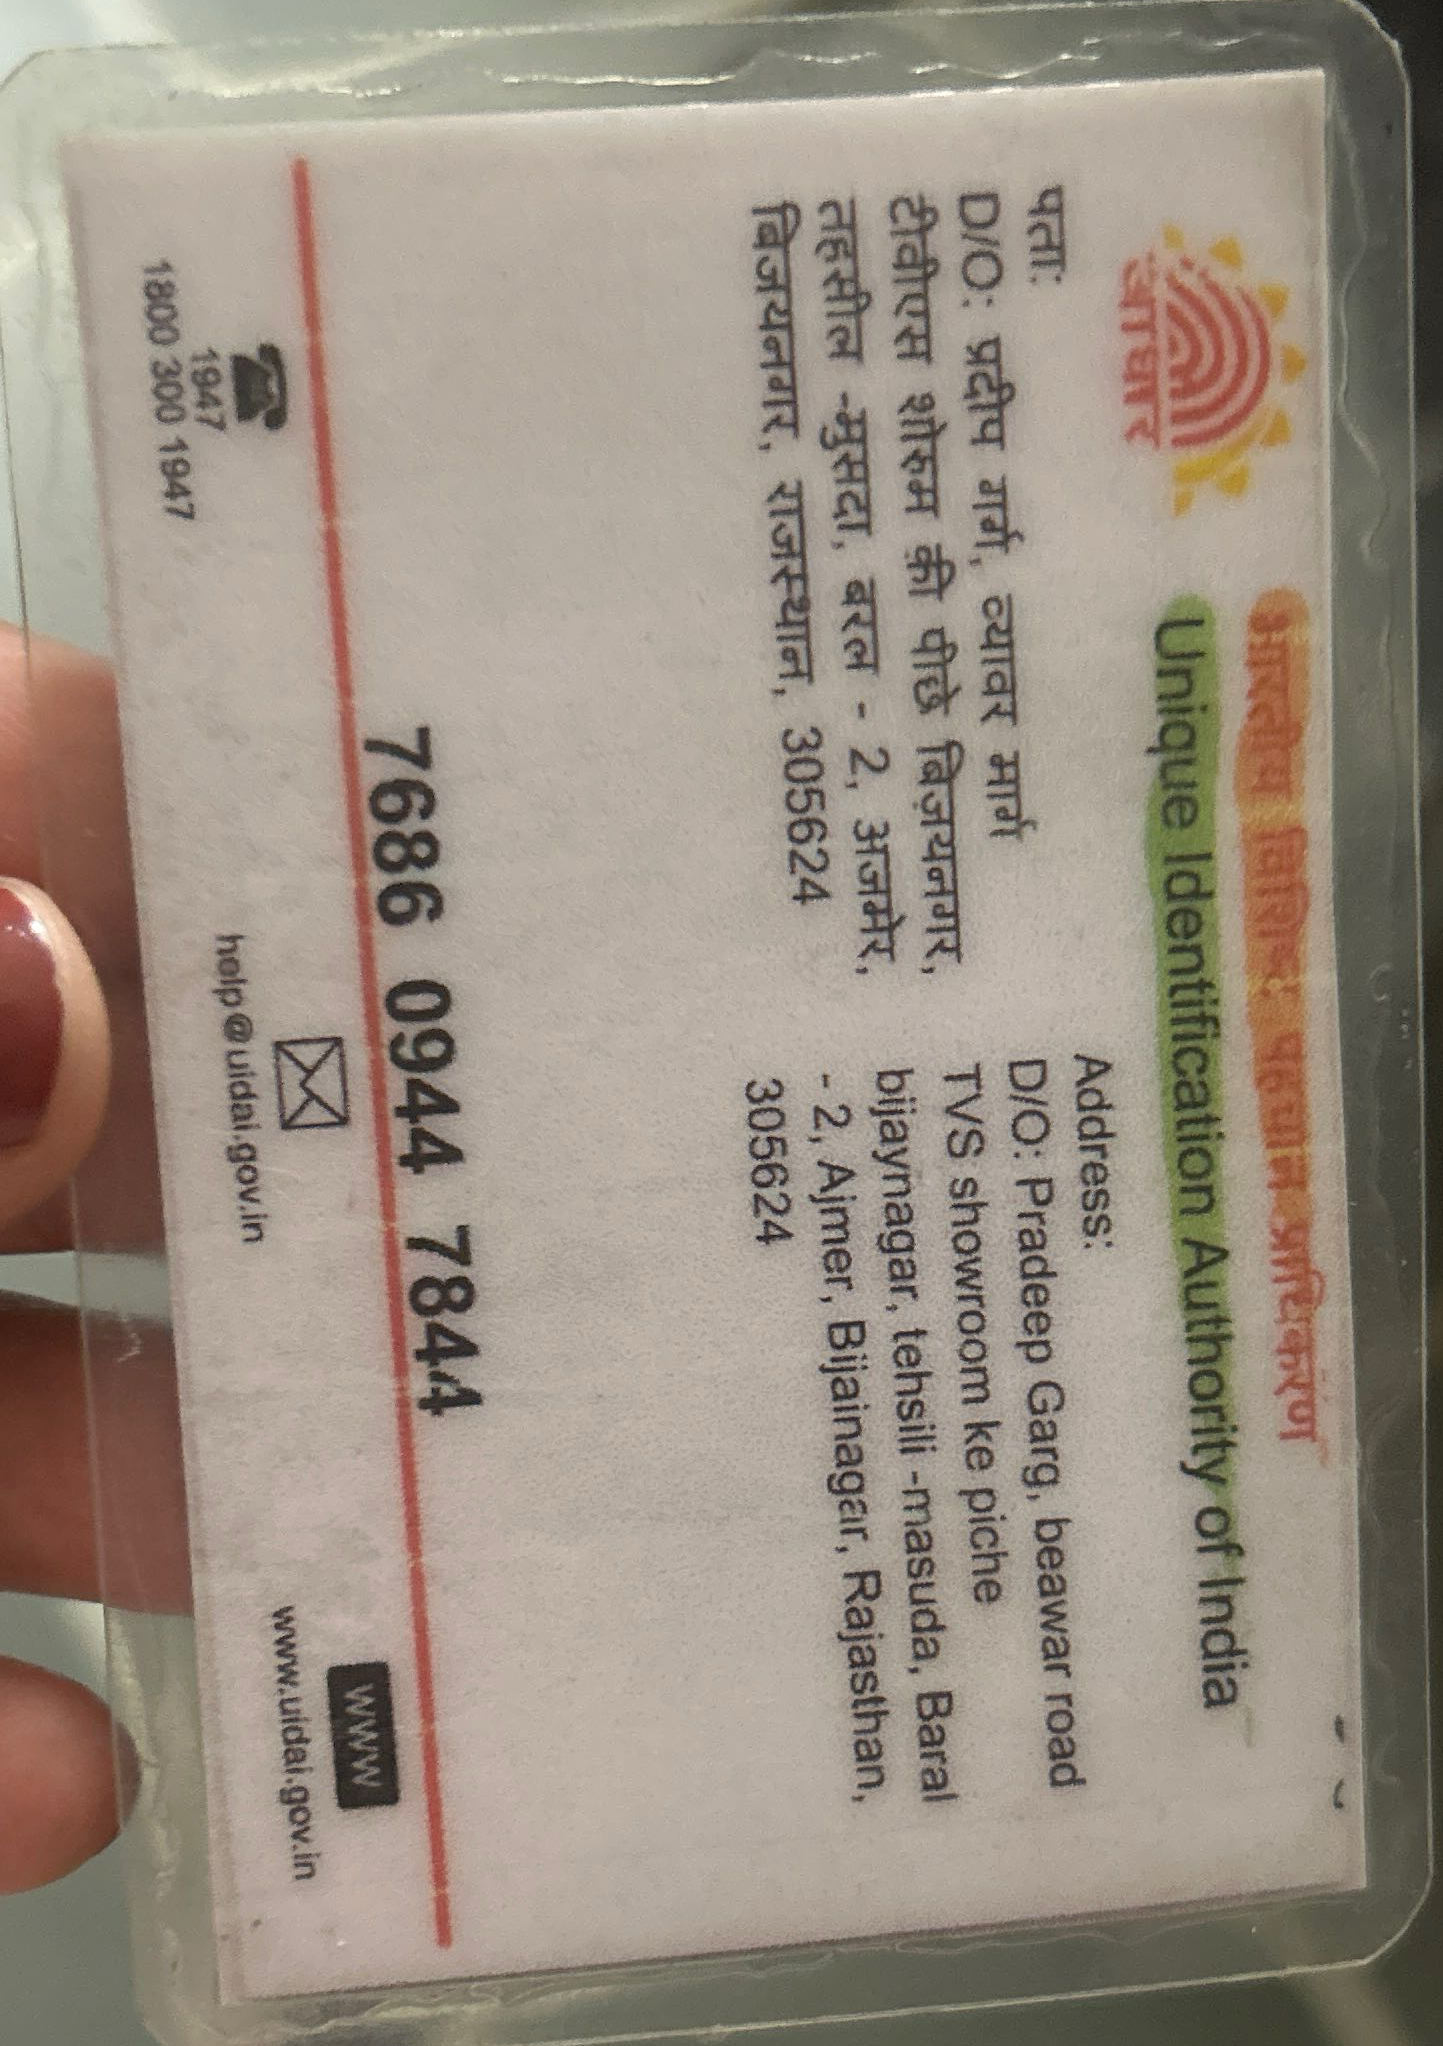 आधार
भारतीय विशिष्ट पहचान प्राधिकरण
Unique Identification Authority of India
पता:
D/O: प्रदीप गर्ग, व्यावर मार्ग
टीवीएस शोरुम की पीछे बिज़यनगर,
तहसील -मुसदा, बरल - 2, अजमेर,
बिजयनगर, राजस्थान, 305624
Address:
D/O: Pradeep Garg, beawar road
TVS showroom ke piche
bijaynagar, tehsili -masuda, Baral
- 2, Ajmer, Bijainagar, Rajasthan,
305624
7686 0944 7844
1947
1800 300 1947
help@uidai.gov.in
www
www.uidai.gov.in